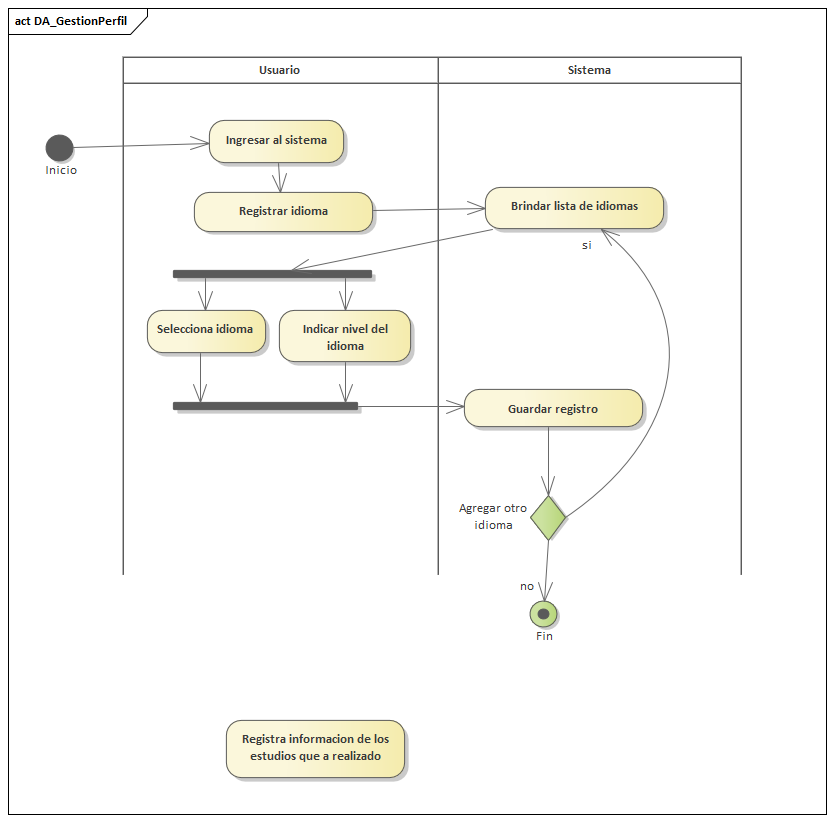 act DA_GestionPerfil
Usuario
Sistema
Inicio
Ingresar al sistema
Registrar idioma
Brindar lista de idiomas
si
Selecciona idioma
Indicar nivel del
idioma
Guardar registro
Agregar otro
idioma
no
Fin
Registra informacion de los
estudios que a realizado